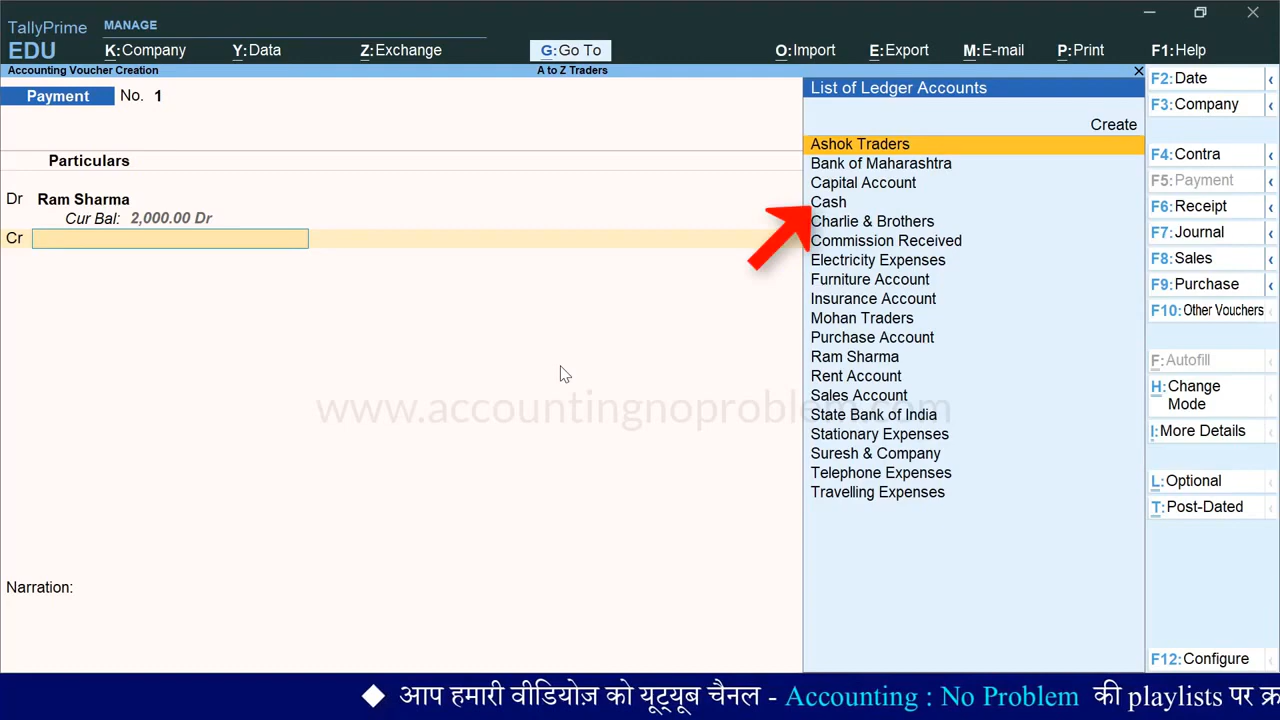 TallyPrime
EDU
MANAGE
K:Company
Y:Data
Z:Exchange
G:Go To
O:Import
E:Export
M:E-mail
P:Print
F1:Help
Accounting Voucher Creation
A to Z Traders
Payment No. 1
Particulars
Dr Ram Sharma
Cur Bal: 2,000.00 Dr
Cr
Narration:
List of Ledger Accounts
Create
Ashok Traders
Bank of Maharashtra
Capital Account
Cash
Charlie & Brothers
Commission Received
Electricity Expenses
Furniture Account
Insurance Account
Mohan Traders
Purchase Account
Ram Sharma
Rent Account
Sales Account
State Bank of India
Stationary Expenses
Suresh & Company
Telephone Expenses
Travelling Expenses
F2:Date
F3:Company
F4:Contra
F5:Payment
F6:Receipt
F7:Journal
F8:Sales
F9:Purchase
F10:Other Vouchers
F:Autofill
H:Change
Mode
I:More Details
L:Optional
T:Post-Dated
F12:Configure
www.accountingnoproblem.com
आप हमारी वीडियोज़ को यूट्यूब चैनल - Accounting : No Problem की playlists पर